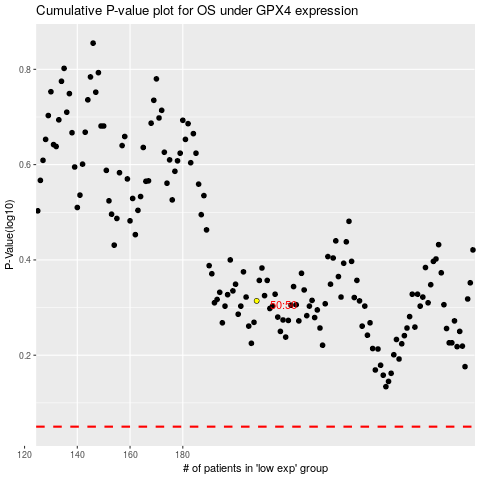 Cumulative P-value plot for OS under GPX4 expression
P-Value(log10)
0.8
0.6
0.4
0.2
50:50
120 140 160 180
# of patients in 'low exp' group